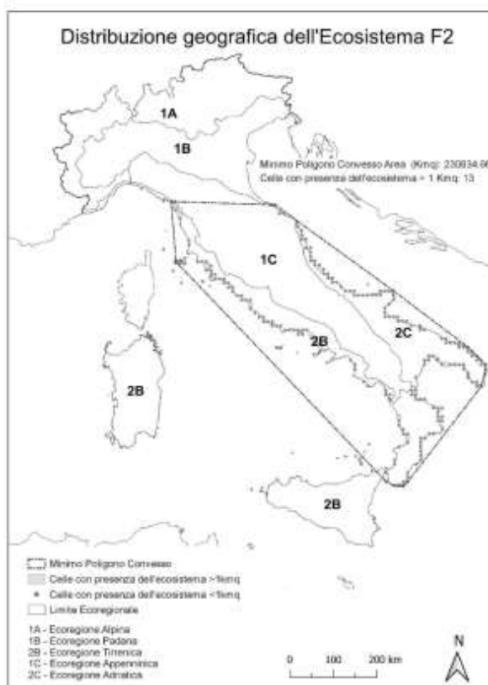 Distribuzione geografica dell'Ecosistema F2
1A
1B
Minimo Poligono Convesso Area (Kmq): 230834.66
Celle con presenza dell'ecosistema > 1 Kmq: 13
1C
2C
2B
2B
2B
Minimo Poligono Convesso
Celle con presenza dell'ecosistema >1kmq
Celle con presenza dell'ecosistema <1kmq
Limite Ecoregionale
1A - Ecoregione Alpina
1B - Ecoregione Padana
2B - Ecoregione Tirrenica
1C - Ecoregione Appenninica
2C - Ecoregione Adriatica
N
0 100 200 km